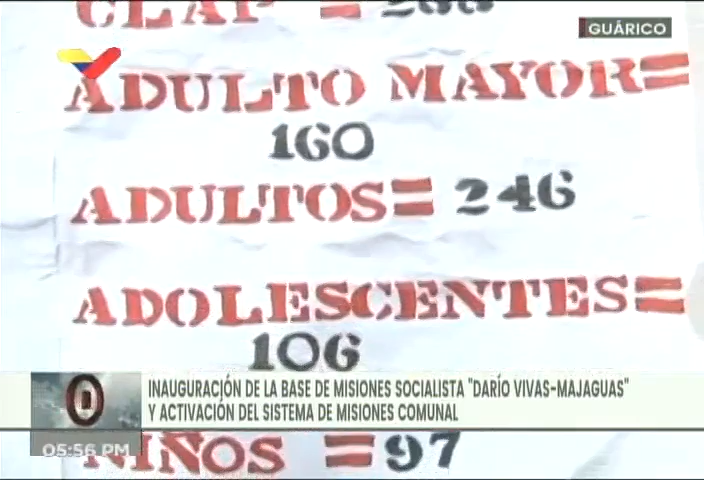 GUÁRICO
CLAP =
ADULTO MAYOR=
160
ADULTOS= 246
ADOLESCENTES=
106
INAUGURACIÓN DE LA BASE DE MISIONES SOCIALISTA "DARÍO VIVAS-MAJAGUAS"
Y ACTIVACIÓN DEL SISTEMA DE MISIONES COMUNAL
05:56 PM
NIÑOS =97